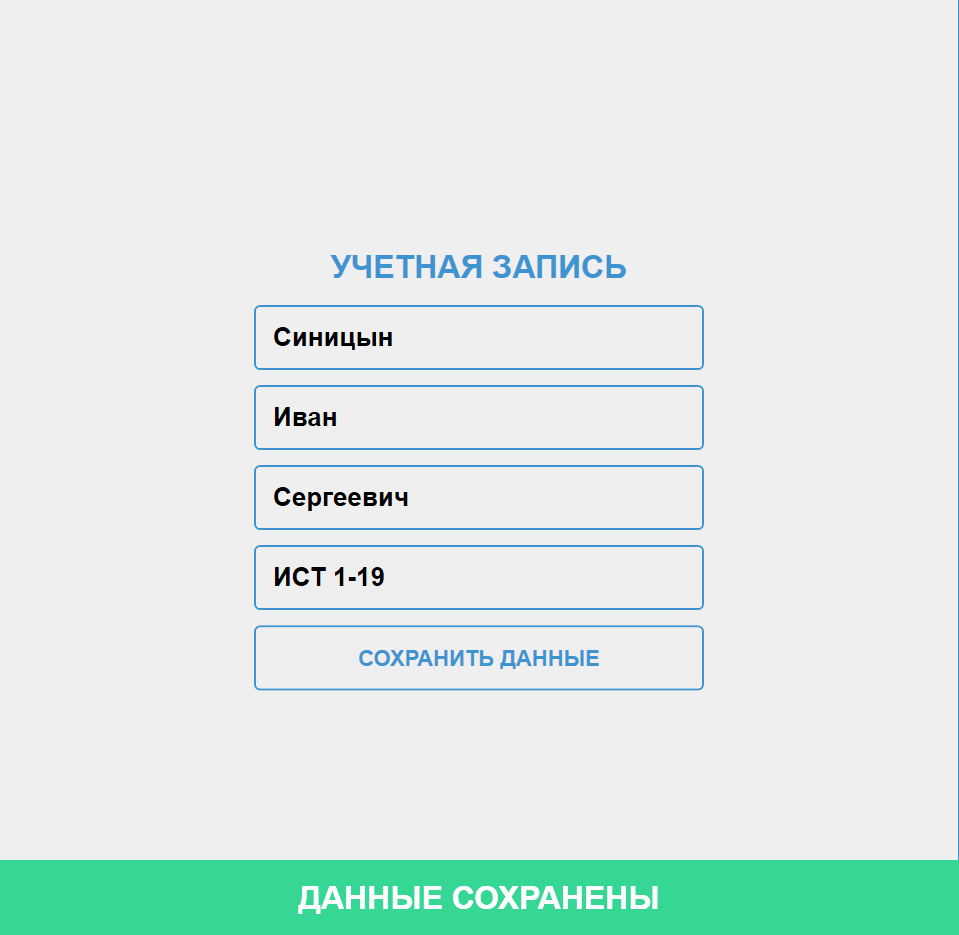 УЧЕТНАЯ ЗАПИСЬ
Синицын
Иван
Сергеевич
ИСТ 1-19
СОХРАНИТЬ ДАННЫЕ
ДАННЫЕ СОХРАНЕНЫ